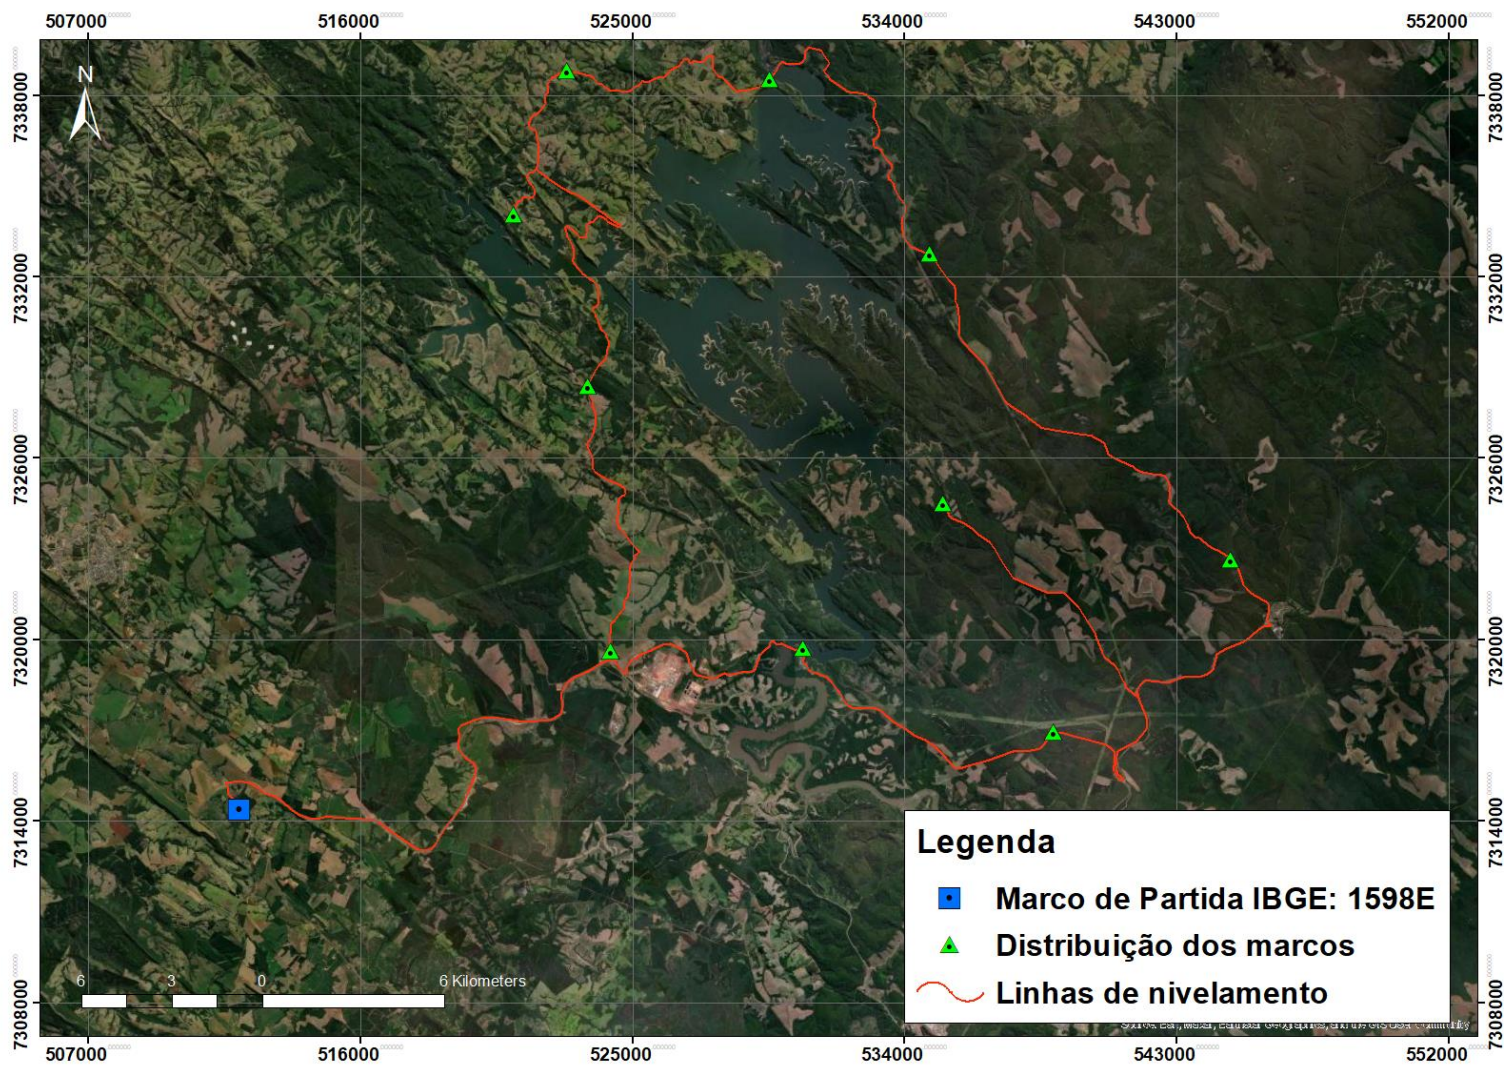 507000 516000 525000 534000 543000 552000
N
7338000 7338000
7332000 7332000
7326000 7326000
7320000 7320000
7314000 7314000
7308000 7308000
Legenda
Marco de Partida IBGE: 1598E
Distribuição dos marcos
Linhas de nivelamento
6 3 0 6 Kilometers
507000 516000 525000 534000 543000 552000